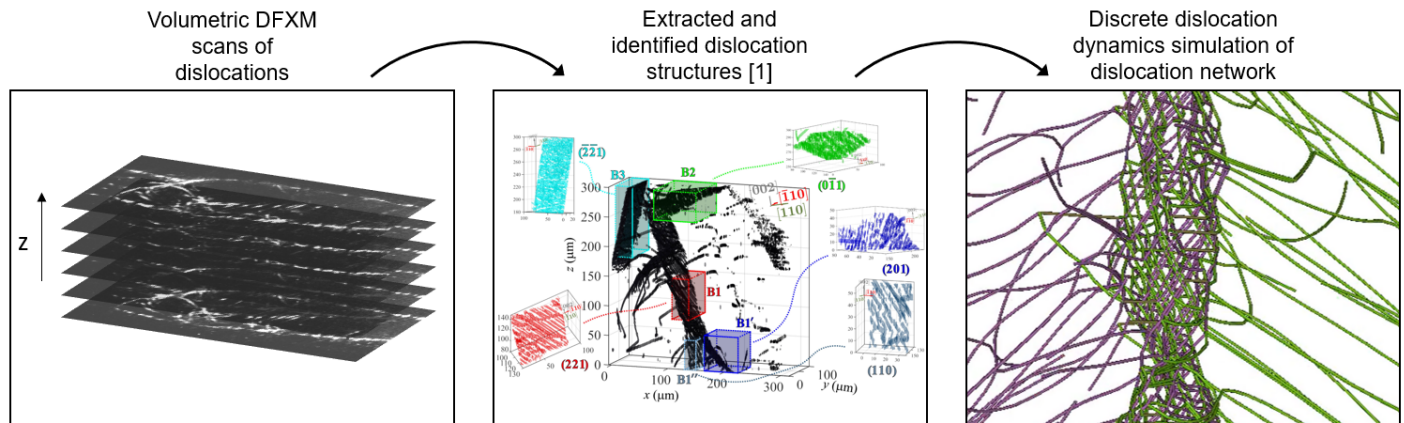 Volumetric DFXM
scans of
dislocations
Extracted and
identified dislocation
structures [1]
Discrete dislocation
dynamics simulation of
dislocation network
z
(2̅2̅1)
B3
B2
(01̅1)
002
1̅10
110
300
250
200
150
100
50
0
z (μm)
B1
B1′
B1″
(201)
(221)
(110)
0
100
200
300
x (μm)
0
100
y (μm)